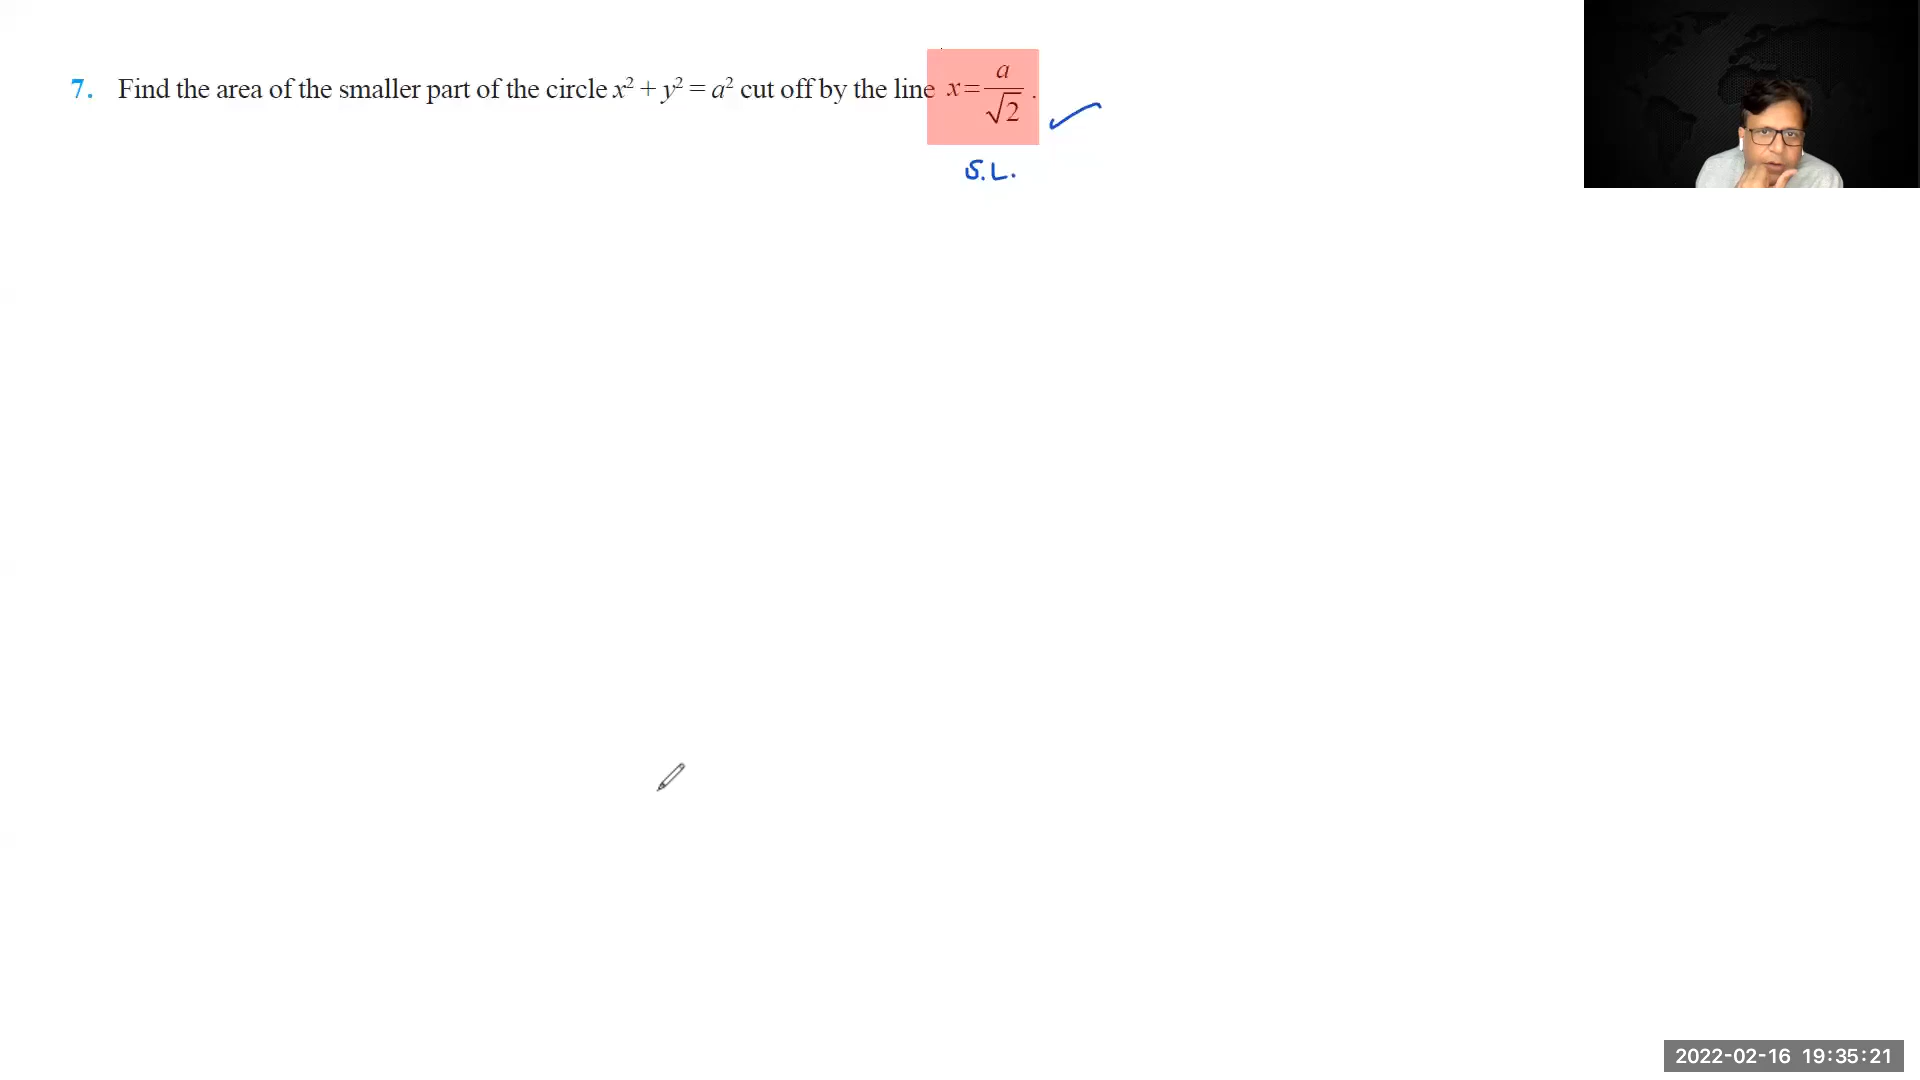 7. Find the area of the smaller part of the circle x² + y² = a² cut off by the line x = a/√2 .
S.L.
2022-02-16 19:35:21